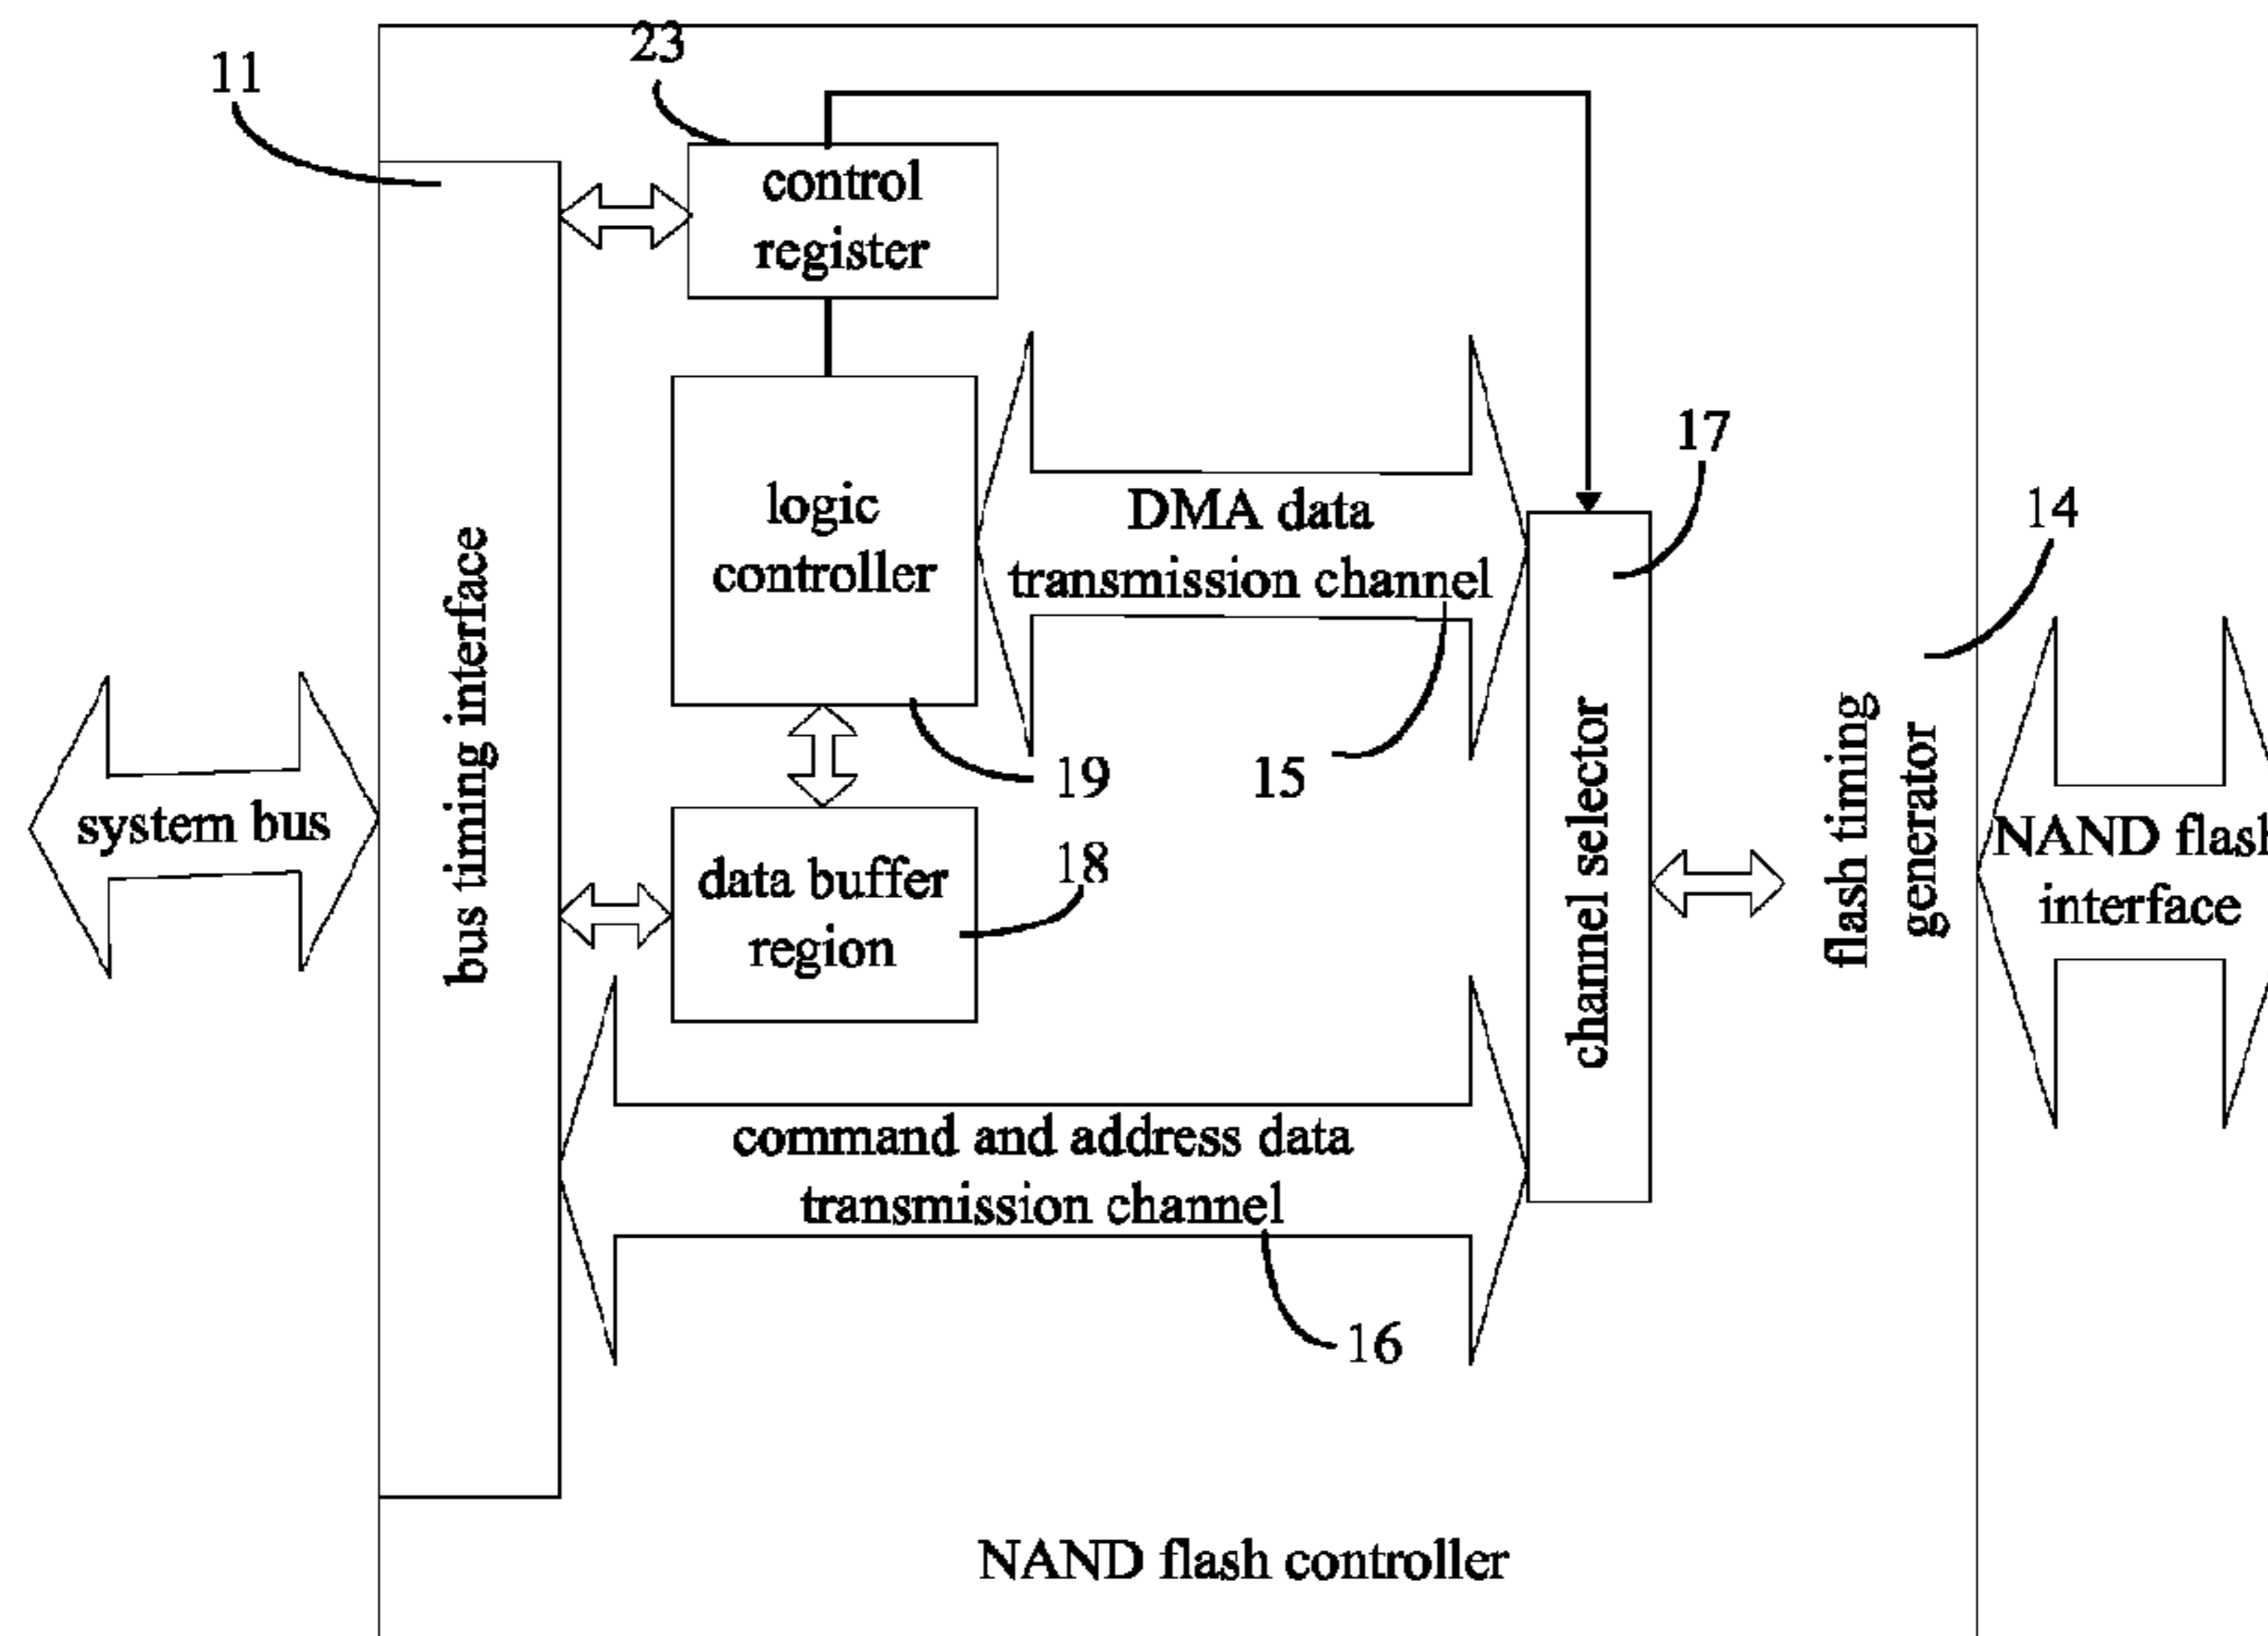 23
11
control
register
17
logic
controller
DMA data
transmission channel
14
bus timing interface
system bus
19
15
data buffer
region
18
channel selector
flash timing
generator
NAND flash
interface
command and address data
transmission channel
16
NAND flash controller